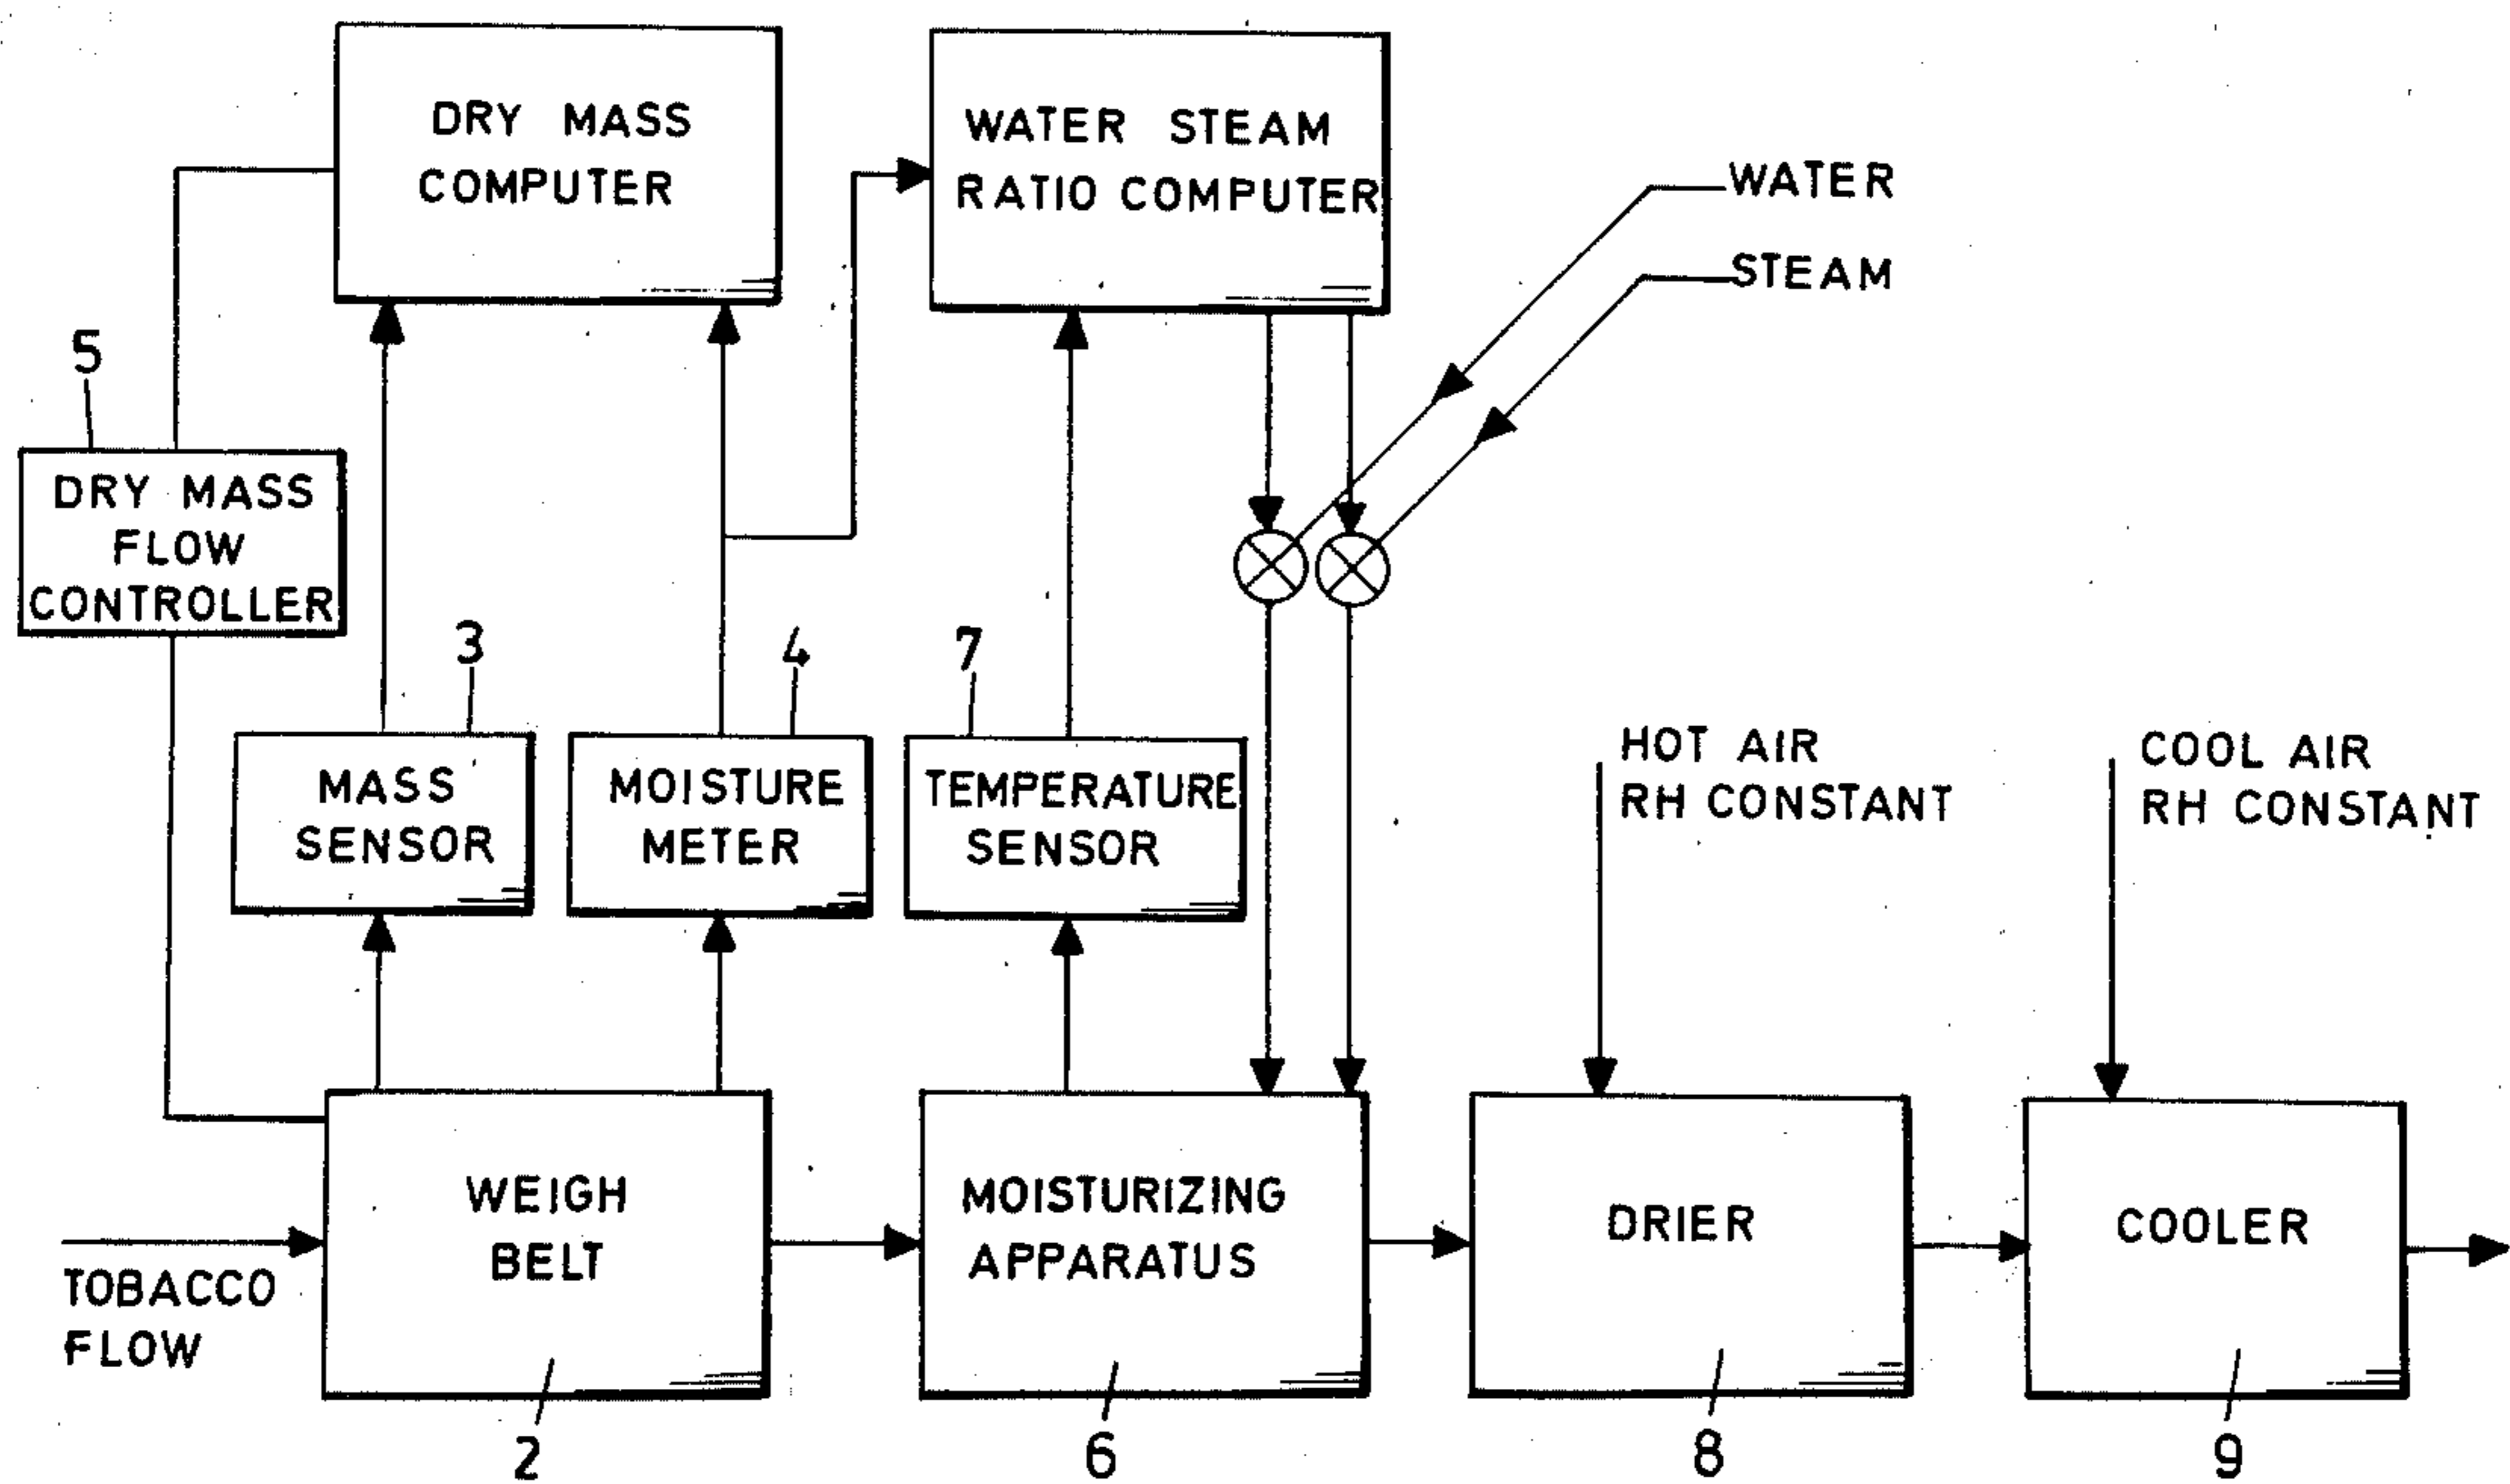 DRY MASS
COMPUTER
WATER STEAM
RATIO COMPUTER
WATER
STEAM
5
DRY MASS
FLOW
CONTROLLER
3
4
7
MASS
SENSOR
MOISTURE
METER
TEMPERATURE
SENSOR
HOT AIR
RH CONSTANT
COOL AIR
RH CONSTANT
TOBACCO
FLOW
WEIGH
BELT
MOISTURIZING
APPARATUS
DRIER
COOLER
2
6
8
9